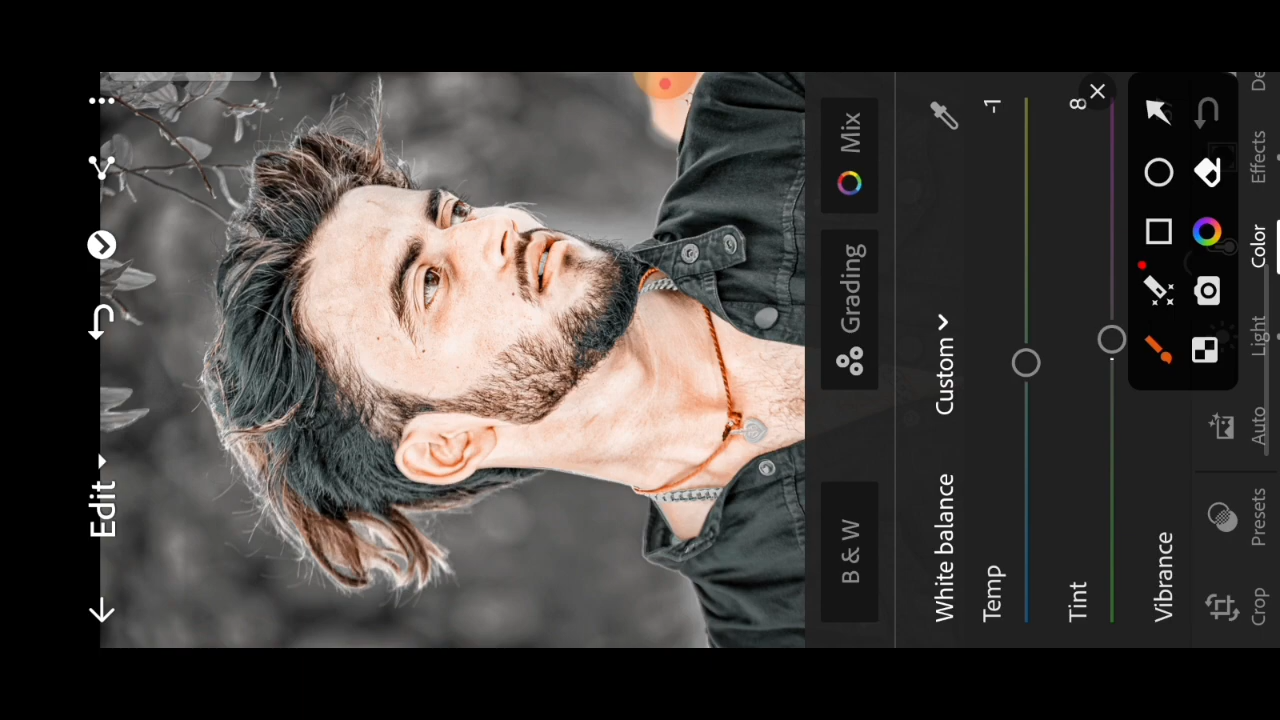 Edit
B & W
Grading
Mix
White balance
Custom
Temp
-1
Tint
8
Vibrance
Crop
Presets
Auto
Light
Color
Effects